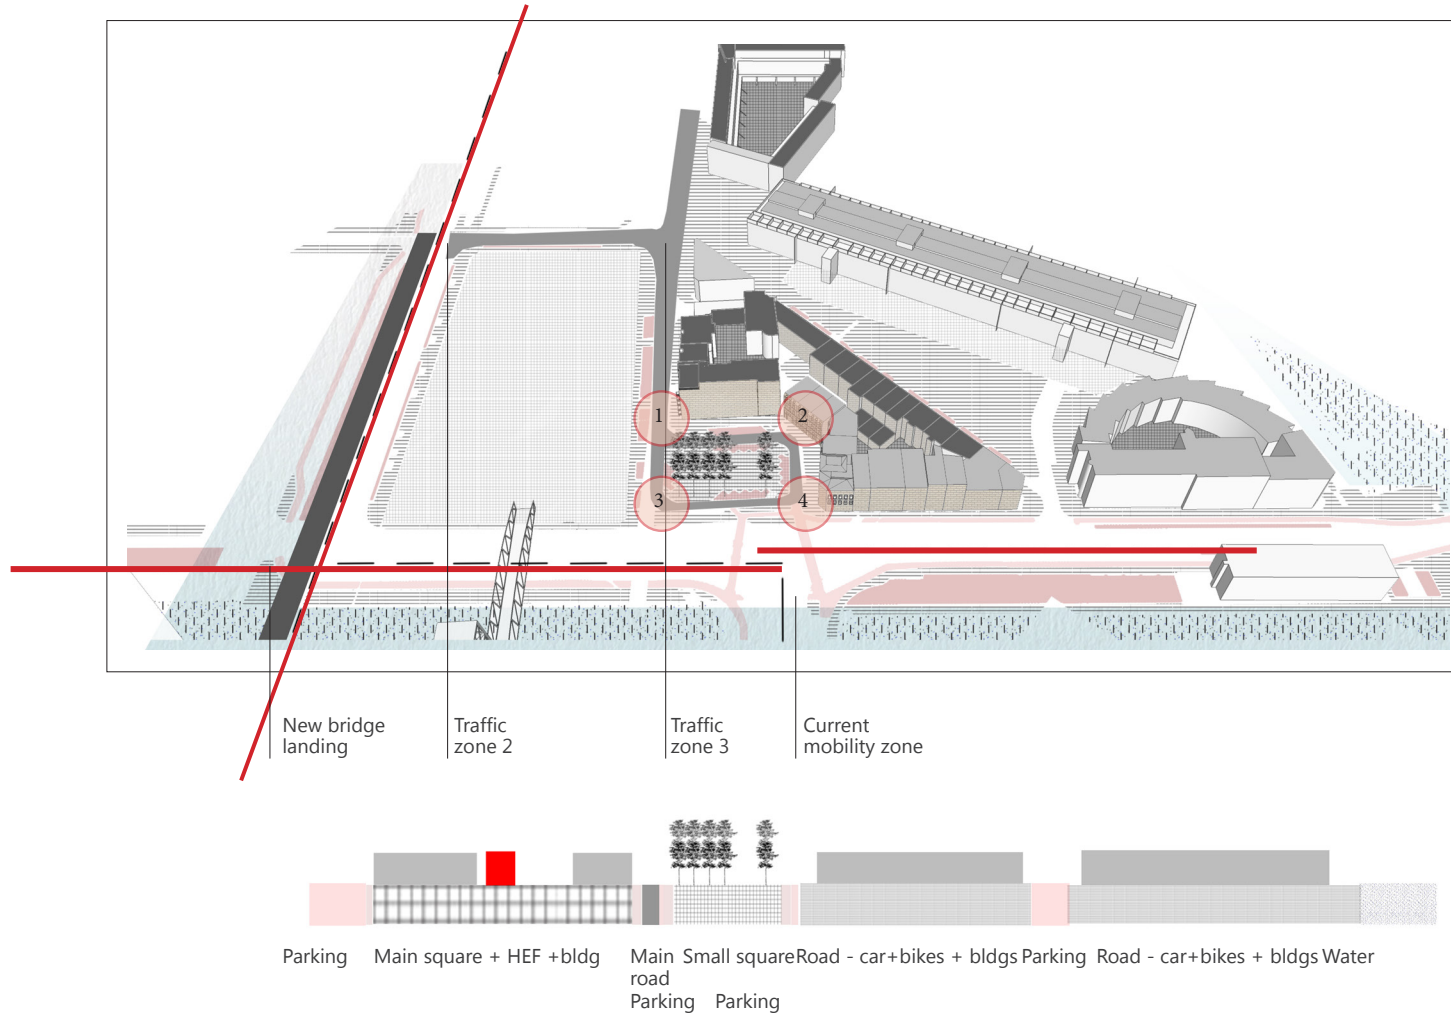 1
2
3
4
New bridge
landing
Traffic
zone 2
Traffic
zone 3
Current
mobility zone
Parking
Main square + HEF +bldg
Main
road
Parking
Small square
Parking
Road - car+bikes + bldgs
Parking
Road - car+bikes + bldgs
Water